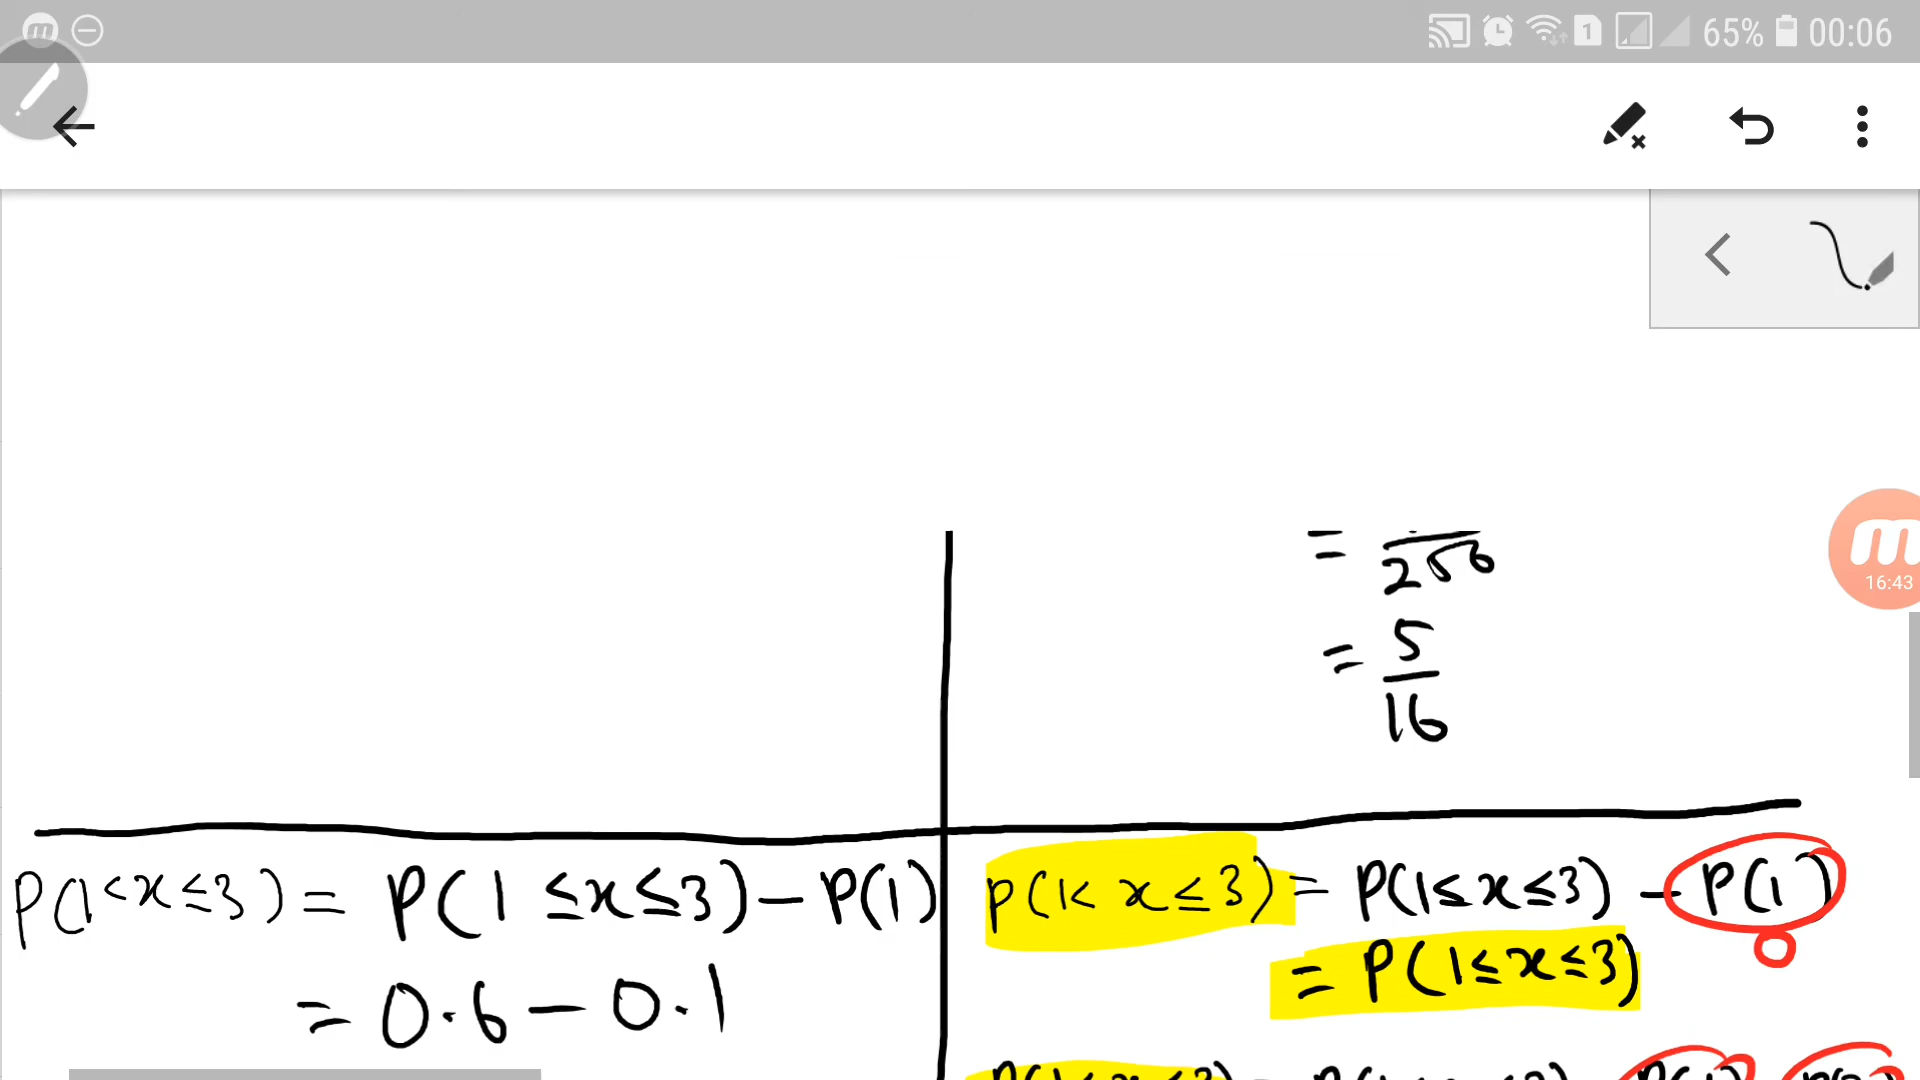 65% 00:06
16:43
= 256
= 5
16
P(1<x≤3) = P(1≤x≤3) – P(1)
= 0.6 – 0.1
P(1< x≤3) = P(1≤x≤3) – P(1)
0
= P(1≤x≤3)